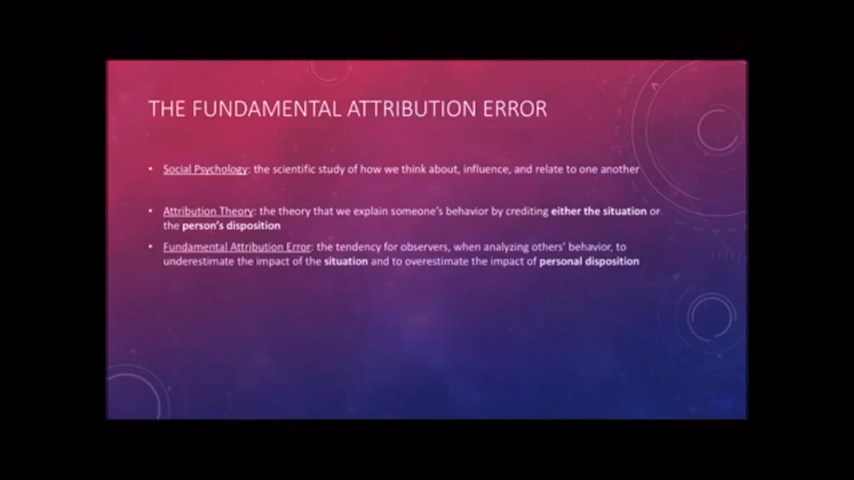 THE FUNDAMENTAL ATTRIBUTION ERROR
• Social Psychology: the scientific study of how we think about, influence, and relate to one another
• Attribution Theory: the theory that we explain someone's behavior by crediting either the situation or
the person's disposition
• Fundamental Attribution Error: the tendency for observers, when analyzing others' behavior, to
underestimate the impact of the situation and to overestimate the impact of personal disposition